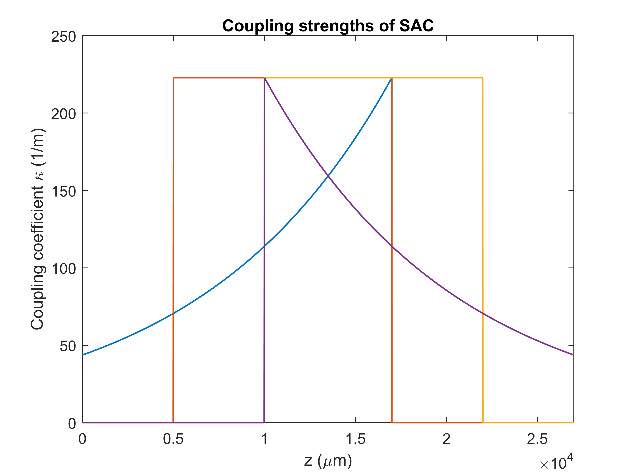 Coupling strengths of SAC
250
200
150
100
50
0
Coupling coefficient κ (1/m)
0 0.5 1 1.5 2 2.5
z (μm)
×10⁴